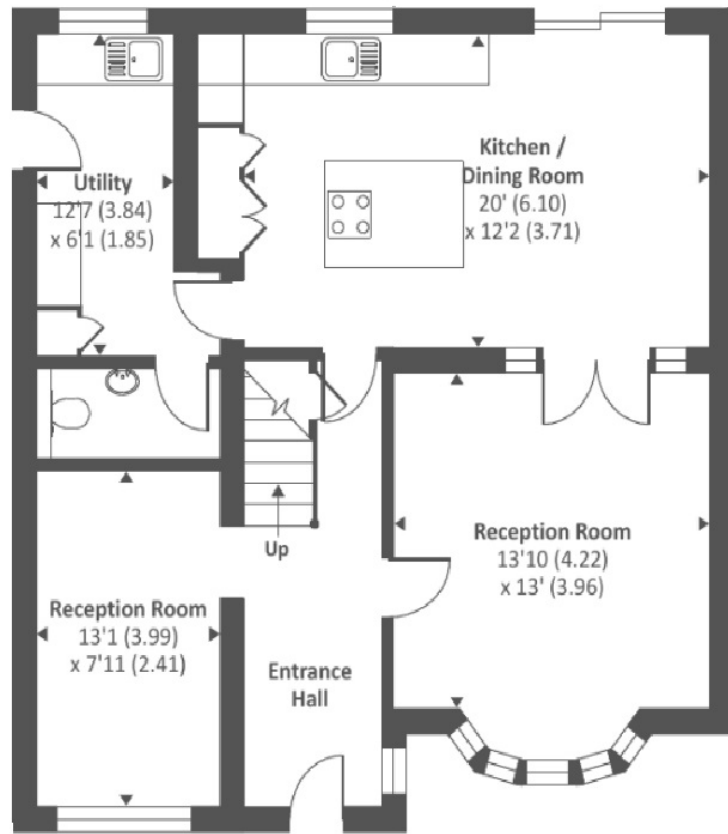 Kitchen /
Dining Room
20' (6.10)
x 12'2 (3.71)
Utility
12'7 (3.84)
x 6'1 (1.85)
Up
Reception Room
13'10 (4.22)
x 13' (3.96)
Reception Room
13'1 (3.99)
x 7'11 (2.41)
Entrance
Hall